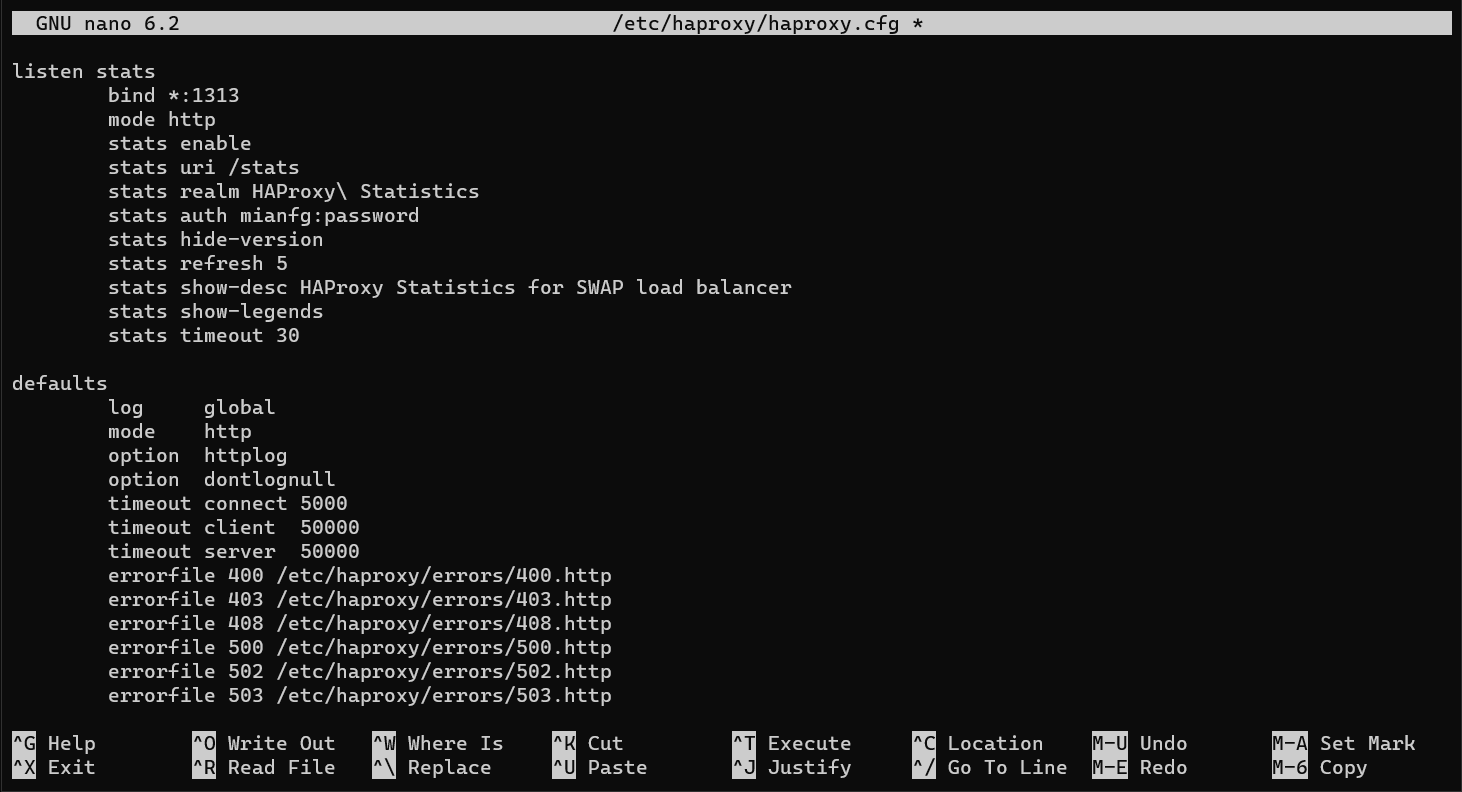 GNU nano 6.2 /etc/haproxy/haproxy.cfg *
listen stats
bind *:1313
mode http
stats enable
stats uri /stats
stats realm HAProxy\ Statistics
stats auth mianfg:password
stats hide-version
stats refresh 5
stats show-desc HAProxy Statistics for SWAP load balancer
stats show-legends
stats timeout 30
defaults
log global
mode http
option httplog
option dontlognull
timeout connect 5000
timeout client 50000
timeout server 50000
errorfile 400 /etc/haproxy/errors/400.http
errorfile 403 /etc/haproxy/errors/403.http
errorfile 408 /etc/haproxy/errors/408.http
errorfile 500 /etc/haproxy/errors/500.http
errorfile 502 /etc/haproxy/errors/502.http
errorfile 503 /etc/haproxy/errors/503.http
^G Help ^O Write Out ^W Where Is ^K Cut ^T Execute ^C Location M-U Undo M-A Set Mark
^X Exit ^R Read File ^\ Replace ^U Paste ^J Justify ^/ Go To Line M-E Redo M-6 Copy